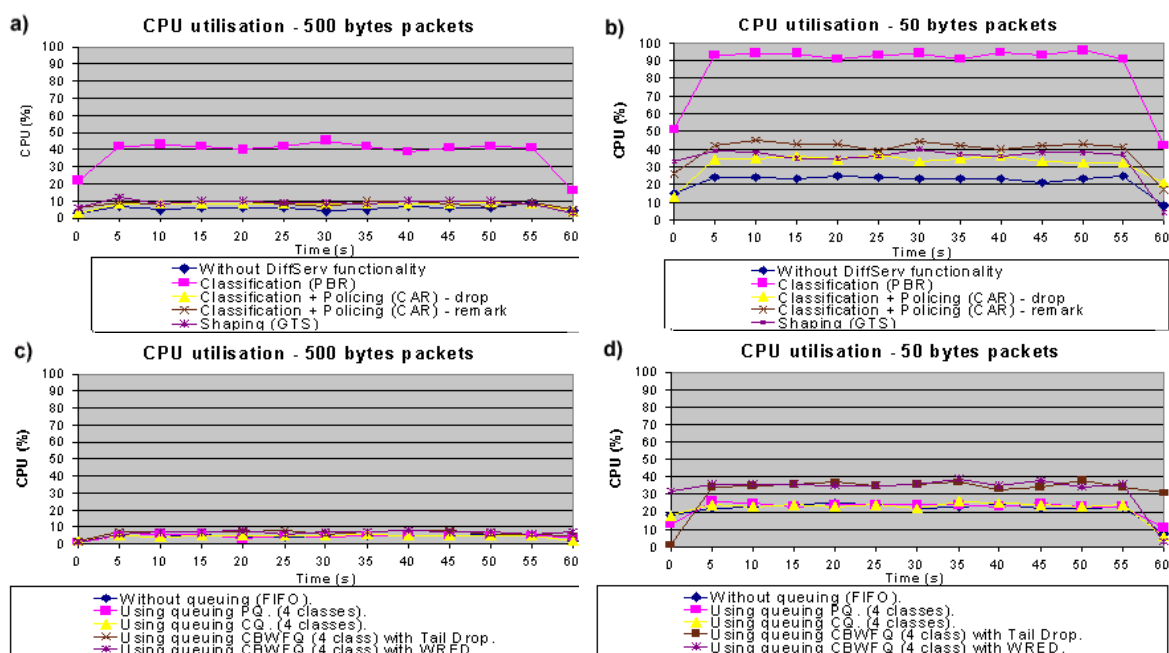 a)
CPU utilisation - 500 bytes packets
CPU (%)
100
90
80
70
60
50
40
30
20
10
0
0 5 10 15 20 25 30 35 40 45 50 55 60
Time (s)
Without DiffServ functionality
Classification (PBR)
Classification + Policing (CAR) - drop
Classification + Policing (CAR) - remark
Shaping (GTS)
b)
CPU utilisation - 50 bytes packets
CPU (%)
100
90
80
70
60
50
40
30
20
10
0
0 5 10 15 20 25 30 35 40 45 50 55 60
Time (s)
Without DiffServ functionality
Classification (PBR)
Classification + Policing (CAR) - drop
Classification + Policing (CAR) - remark
Shaping (GTS)
c)
CPU utilisation - 500 bytes packets
CPU (%)
100
90
80
70
60
50
40
30
20
10
0
0 5 10 15 20 25 30 35 40 45 50 55 60
Time (s)
Without queuing (FIFO).
Using queuing PQ. (4 classes).
Using queuing CQ. (4 classes).
Using queuing CBWFQ (4 class) with Tail Drop.
Using queuing CBWFQ (4 class) with WRED.
d)
CPU utilisation - 50 bytes packets
CPU (%)
100
90
80
70
60
50
40
30
20
10
0
0 5 10 15 20 25 30 35 40 45 50 55 60
Time (s)
Without queuing (FIFO).
Using queuing PQ. (4 classes).
Using queuing CQ. (4 classes).
Using queuing CBWFQ (4 class) with Tail Drop.
Using queuing CBWFQ (4 class) with WRED.